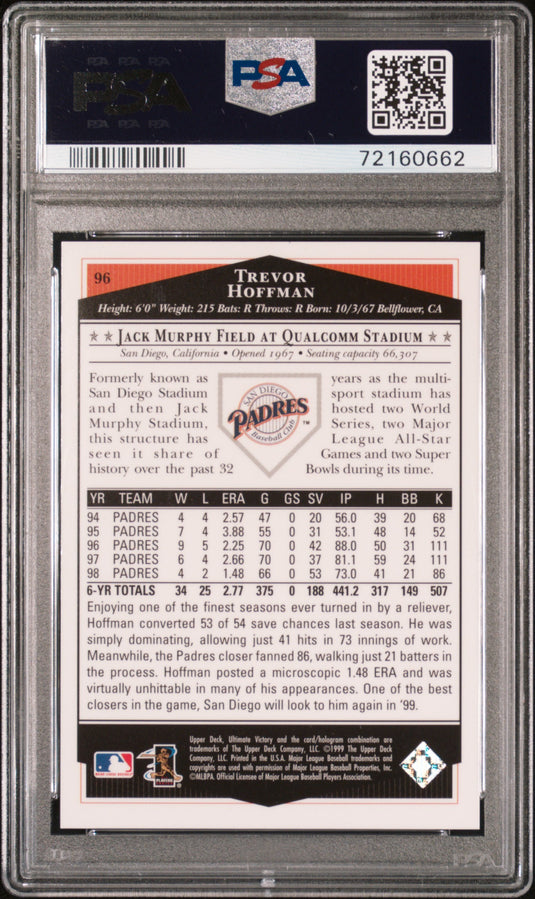 PSA PSA PSA
PSA
PSA PSA PSA
PSA
72160662
96
TREVOR
HOFFMAN
Height: 6'0" Weight: 215 Bats: R Throws: R Born: 10/3/67 Bellflower, CA
★ ★ JACK MURPHY FIELD AT QUALCOMM STADIUM ★ ★
San Diego, California • Opened 1967 • Seating capacity 66,307
Formerly known as
San Diego Stadium
and then Jack
Murphy Stadium,
this structure has
seen it share of
history over the past 32
SAN DIEGO
PADRES
Baseball Club
TM
years as the multi-
sport stadium has
hosted two World
Series, two Major
League All-Star
Games and two Super
Bowls during its time.
YR TEAM W L ERA G GS SV IP H BB K
94 PADRES 4 4 2.57 47 0 20 56.0 39 20 68
95 PADRES 7 4 3.88 55 0 31 53.1 48 14 52
96 PADRES 9 5 2.25 70 0 42 88.0 50 31 111
97 PADRES 6 4 2.66 70 0 37 81.1 59 24 111
98 PADRES 4 2 1.48 66 0 53 73.0 41 21 86
6-YR TOTALS 34 25 2.77 375 0 188 441.2 317 149 507
Enjoying one of the finest seasons ever turned in by a reliever,
Hoffman converted 53 of 54 save chances last season. He was
simply dominating, allowing just 41 hits in 73 innings of work.
Meanwhile, the Padres closer fanned 86, walking just 21 batters in
the process. Hoffman posted a microscopic 1.48 ERA and was
virtually unhittable in many of his appearances. One of the best
closers in the game, San Diego will look to him again in '99.
Upper Deck, Ultimate Victory and the card/hologram combination are
trademarks of The Upper Deck Company, LLC. ©1999 The Upper Deck
Company, LLC. Printed in the U.S.A. Major League Baseball trademarks and
copyrights are used with permission of Major League Baseball Properties, Inc.
©MLBPA. Official Licensee of Major League Baseball Players Association.
PLAYERS
PSA